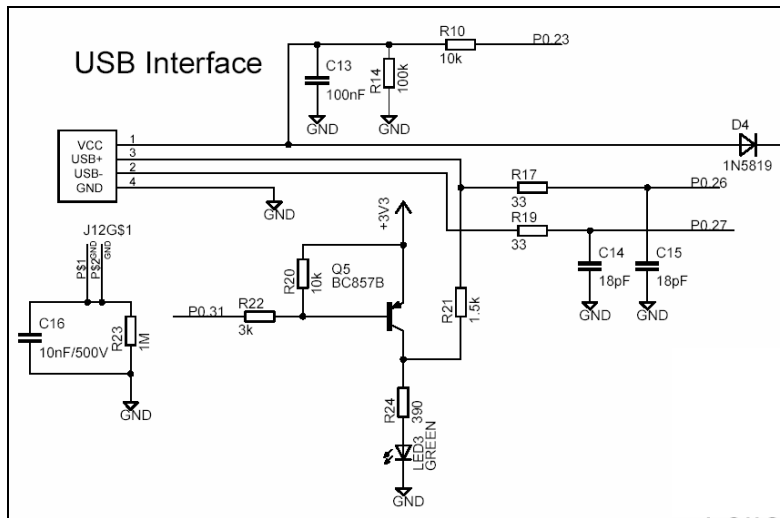 USB Interface
R10
10k
P0.23
C13
100nF
R14
100k
GND
GND
D4
1N5819
VCC
USB+
USB-
GND
1
3
2
4
GND
R17
33
P0.26
R19
33
P0.27
C14
18pF
C15
18pF
GND
GND
+3V3
J12G$1
P$1
P$2
GND
GND
Q5
BC857B
R20
10k
R21
1.5k
P0.31
R22
3k
C16
10nF/500V
R23
1M
GND
R24
390
LED3
GREEN
GND